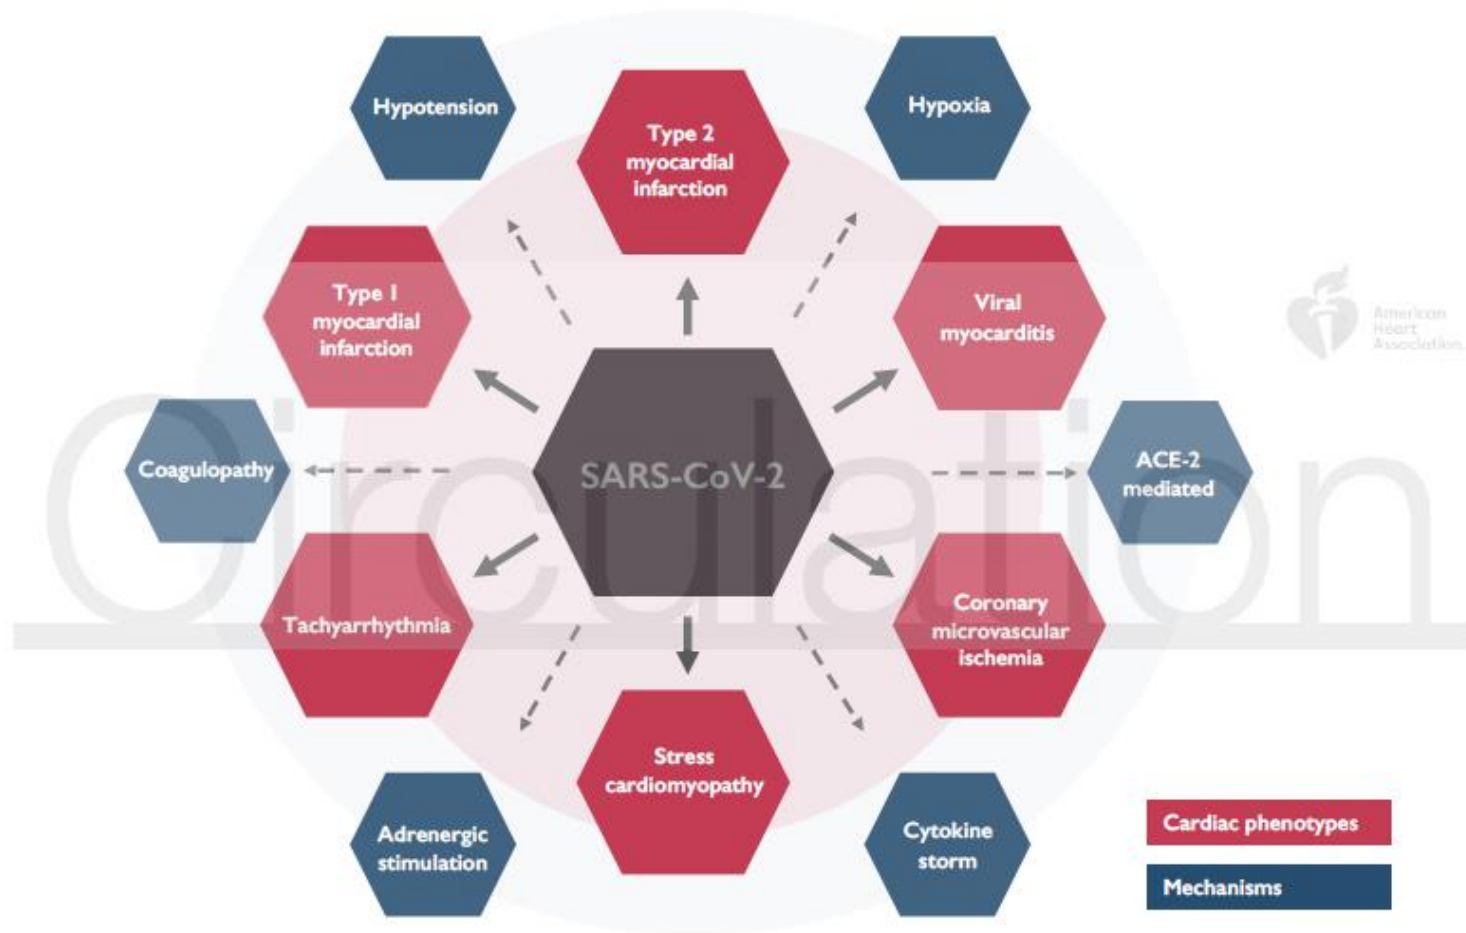 Hypotension
Type 2
myocardial
infarction
Hypoxia
Type 1
myocardial
infarction
Viral
myocarditis
American
Heart
Association.
Coagulopathy
SARS-CoV-2
ACE-2
mediated
Circulation
Tachyarrhythmia
Coronary
microvascular
ischemia
Stress
cardiomyopathy
Adrenergic
stimulation
Cytokine
storm
Cardiac phenotypes
Mechanisms